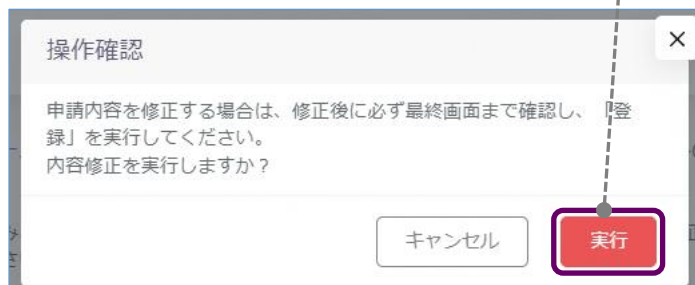 操作確認
×
申請内容を修正する場合は、修正後に必ず最終画面まで確認し、『登
録」を実行してください。
内容修正を実行しますか？
キャンセル
実行